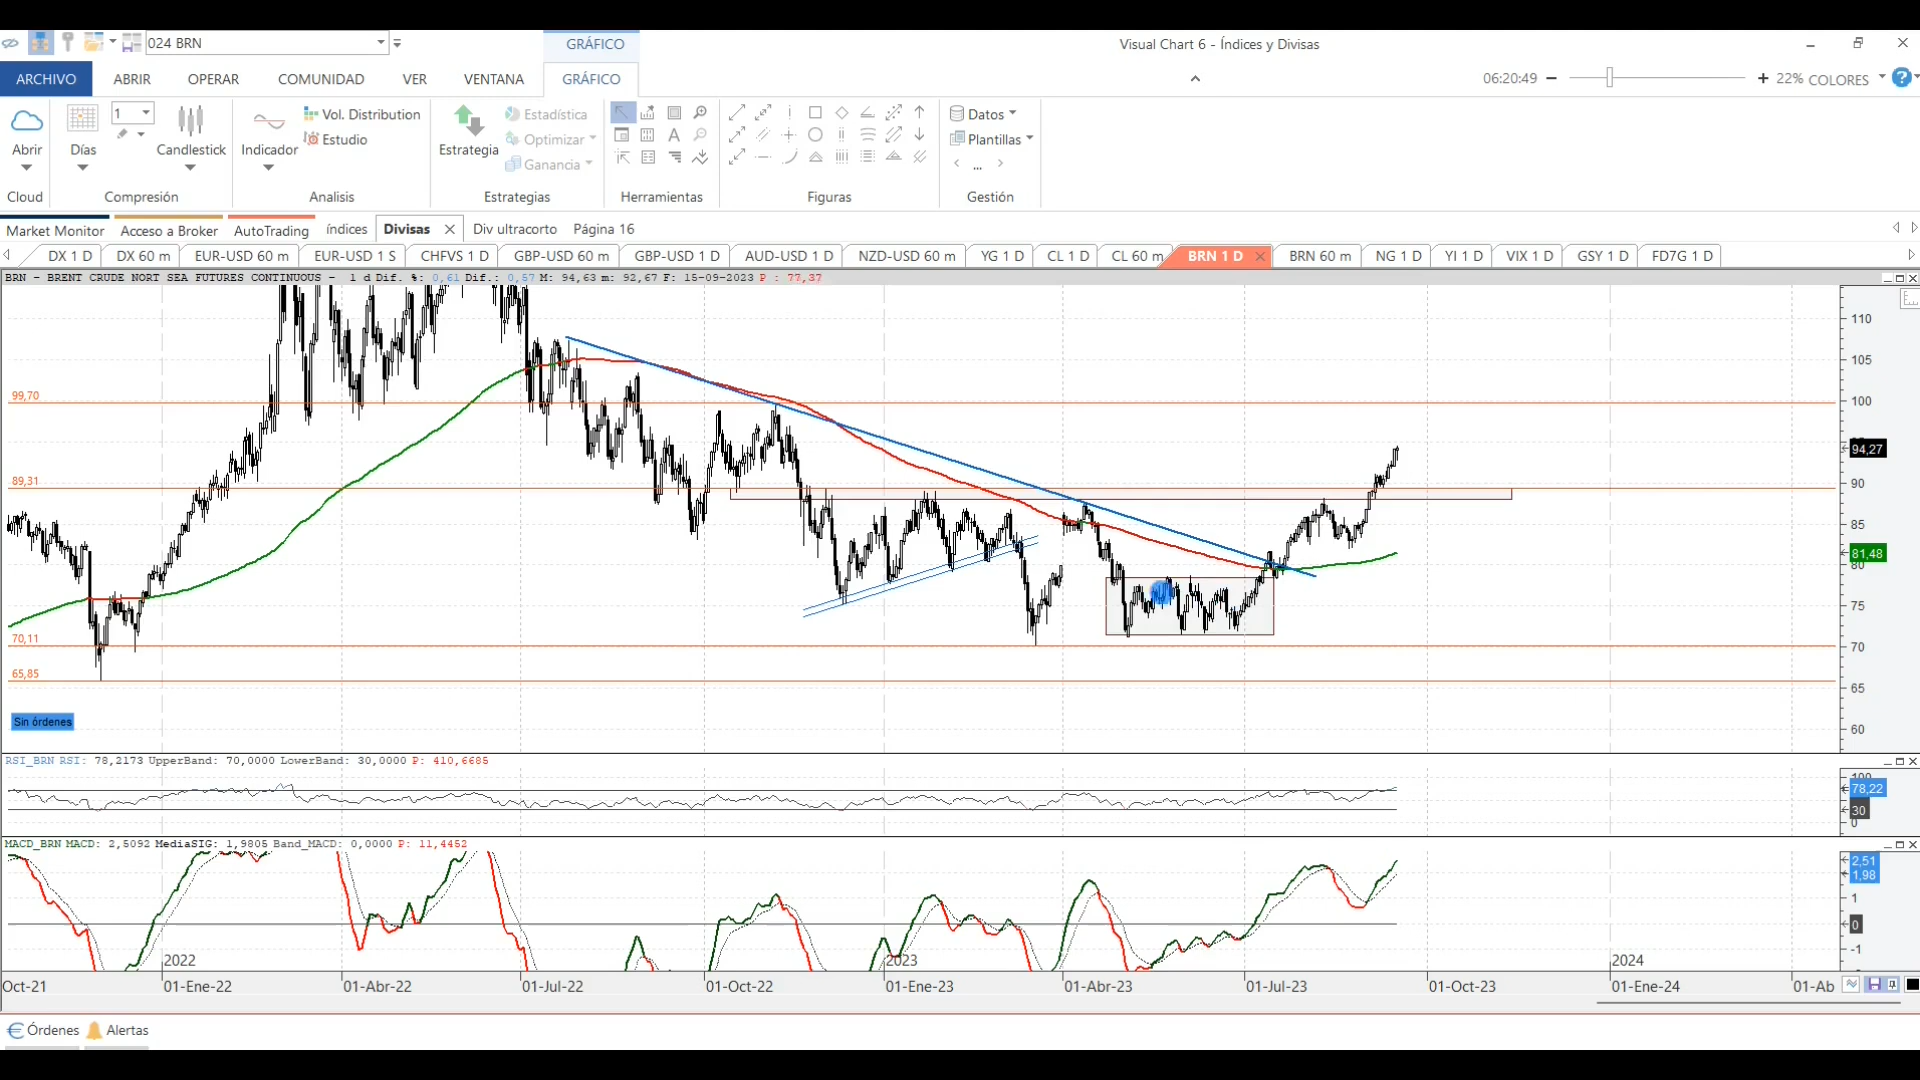 024 BRN
GRÁFICO
Visual Chart 6 - Índices y Divisas
ARCHIVO
ABRIR
OPERAR
COMUNIDAD
VER
VENTANA
GRÁFICO
06:20:49
22%
COLORES
1
Vol. Distribution
Estudio
Estadística
Optimizar
Ganancia
Datos
Plantillas
...
Abrir
Días
Candlestick
Indicador
Estrategia
Cloud
Compresión
Analisis
Estrategias
Herramientas
Figuras
Gestión
Market Monitor
Acceso a Broker
AutoTrading
índices
Divisas
Div ultracorto
Página 16
DX 1 D
DX 60 m
EUR-USD 60 m
EUR-USD 1 S
CHFVS 1 D
GBP-USD 60 m
GBP-USD 1 D
AUD-USD 1 D
NZD-USD 60 m
YG 1 D
CL 1 D
CL 60 m
BRN 1 D
BRN 60 m
NG 1 D
YI 1 D
VIX 1 D
GSY 1 D
FD7G 1 D
BRN - BRENT CRUDE NORT SEA FUTURES CONTINUOUS - 1 d Dif. %: 0,61 Dif.: 0,57 M: 94,63 m: 92,67 F: 15-09-2023 P : 77,37
99,70
89,31
70,11
65,85
110
105
100
94,27
90
85
81,48
80
75
70
65
60
Sin órdenes
RSI_BRN RSI: 78,2173 UpperBand: 70,0000 LowerBand: 30,0000 P: 410,6685
100
78,22
30
0
MACD_BRN MACD: 2,5092 MediaSIG: 1,9805 Band_MACD: 0,0000 P: 11,4452
2,51
1,98
1
0
-1
2022
2023
2024
Oct-21
01-Ene-22
01-Abr-22
01-Jul-22
01-Oct-22
01-Ene-23
01-Abr-23
01-Jul-23
01-Oct-23
01-Ene-24
01-Ab
Órdenes
Alertas